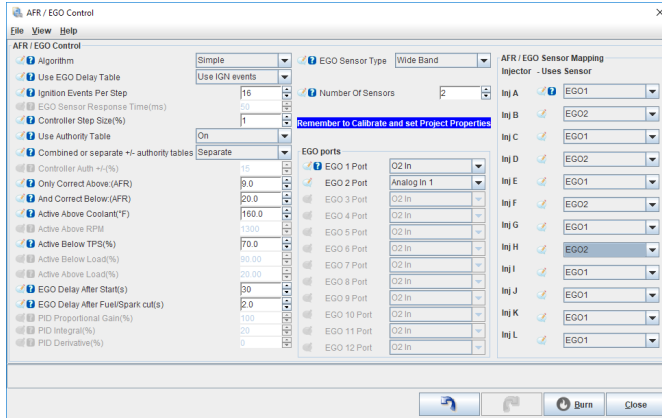 AFR / EGO Control
File View Help
AFR / EGO Control
Algorithm Simple
Use EGO Delay Table Use IGN events
Ignition Events Per Step 16
EGO Sensor Response Time(ms) 50
Controller Step Size(%) 1
Use Authority Table On
Combined or separate +/- authority tables Separate
Controller Auth +/-(%) 15
Only Correct Above:(AFR) 9.0
And Correct Below:(AFR) 20.0
Active Above Coolant(°F) 160.0
Active Above RPM 1300
Active Below TPS(%) 70.0
Active Below Load(%) 90.00
Active Above Load(%) 20.00
EGO Delay After Start(s) 30
EGO Delay After Fuel/Spark cut(s) 2.0
PID Proportional Gain(%) 100
PID Integral(%) 20
PID Derivative(%) 0
EGO Sensor Type Wide Band
Number Of Sensors 2
Remember to Calibrate and set Project Properties
EGO ports
EGO 1 Port O2 In
EGO 2 Port Analog In 1
EGO 3 Port O2 In
EGO 4 Port O2 In
EGO 5 Port O2 In
EGO 6 Port O2 In
EGO 7 Port O2 In
EGO 8 Port O2 In
EGO 9 Port O2 In
EGO 10 Port O2 In
EGO 11 Port O2 In
EGO 12 Port O2 In
AFR / EGO Sensor Mapping
Injector - Uses Sensor
Inj A EGO1
Inj B EGO2
Inj C EGO1
Inj D EGO2
Inj E EGO1
Inj F EGO2
Inj G EGO1
Inj H EGO2
Inj I EGO1
Inj J EGO1
Inj K EGO1
Inj L EGO1
Burn Close